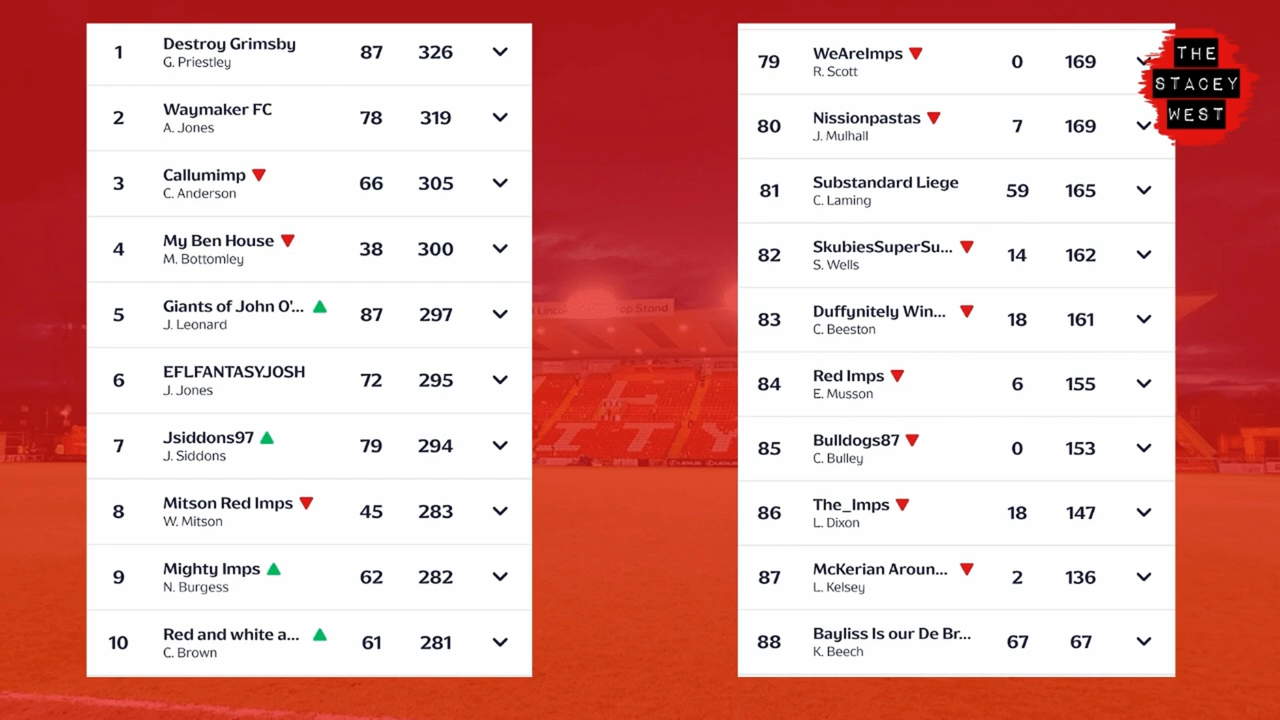 1 Destroy Grimsby 87 326
G. Priestley
2 Waymaker FC 78 319
A. Jones
3 Callumimp 66 305
C. Anderson
4 My Ben House 38 300
M. Bottomley
5 Giants of John O'... 87 297
J. Leonard
6 EFLFANTASYJOSH 72 295
J. Jones
7 Jsiddons97 79 294
J. Siddons
8 Mitson Red Imps 45 283
W. Mitson
9 Mighty Imps 62 282
N. Burgess
10 Red and white a... 61 281
C. Brown
79 WeAreImps 0 169
R. Scott
80 Nissionpastas 7 169
J. Mulhall
81 Substandard Liege 59 165
C. Laming
82 SkubiesSuperSu... 14 162
S. Wells
83 Duffynitely Win... 18 161
C. Beeston
84 Red Imps 6 155
E. Musson
85 Bulldogs87 0 153
C. Bulley
86 The_Imps 18 147
L. Dixon
87 McKerian Aroun... 2 136
L. Kelsey
88 Bayliss Is our De Br... 67 67
K. Beech
THE
STACEY
WEST
op Stand
ITY